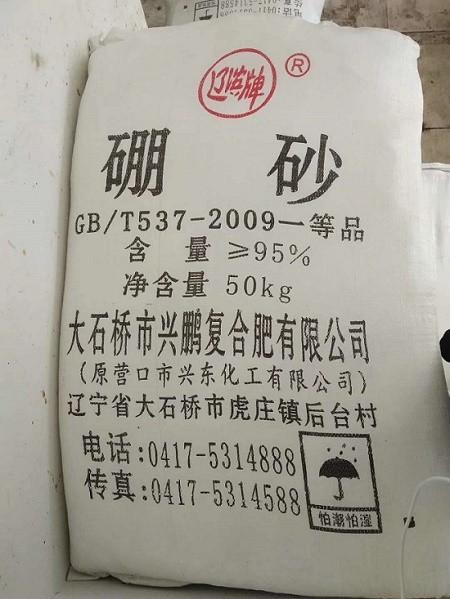 辽滨牌 ®
硼 砂
GB/T537-2009一等品
含 量 ≥95%
净含量 50kg
大石桥市兴鹏复合肥有限公司
(原营口市兴东化工有限公司)
辽宁省大石桥市虎庄镇后台村
电话:0417-5314888
传真:0417-5314588
怕潮怕湿